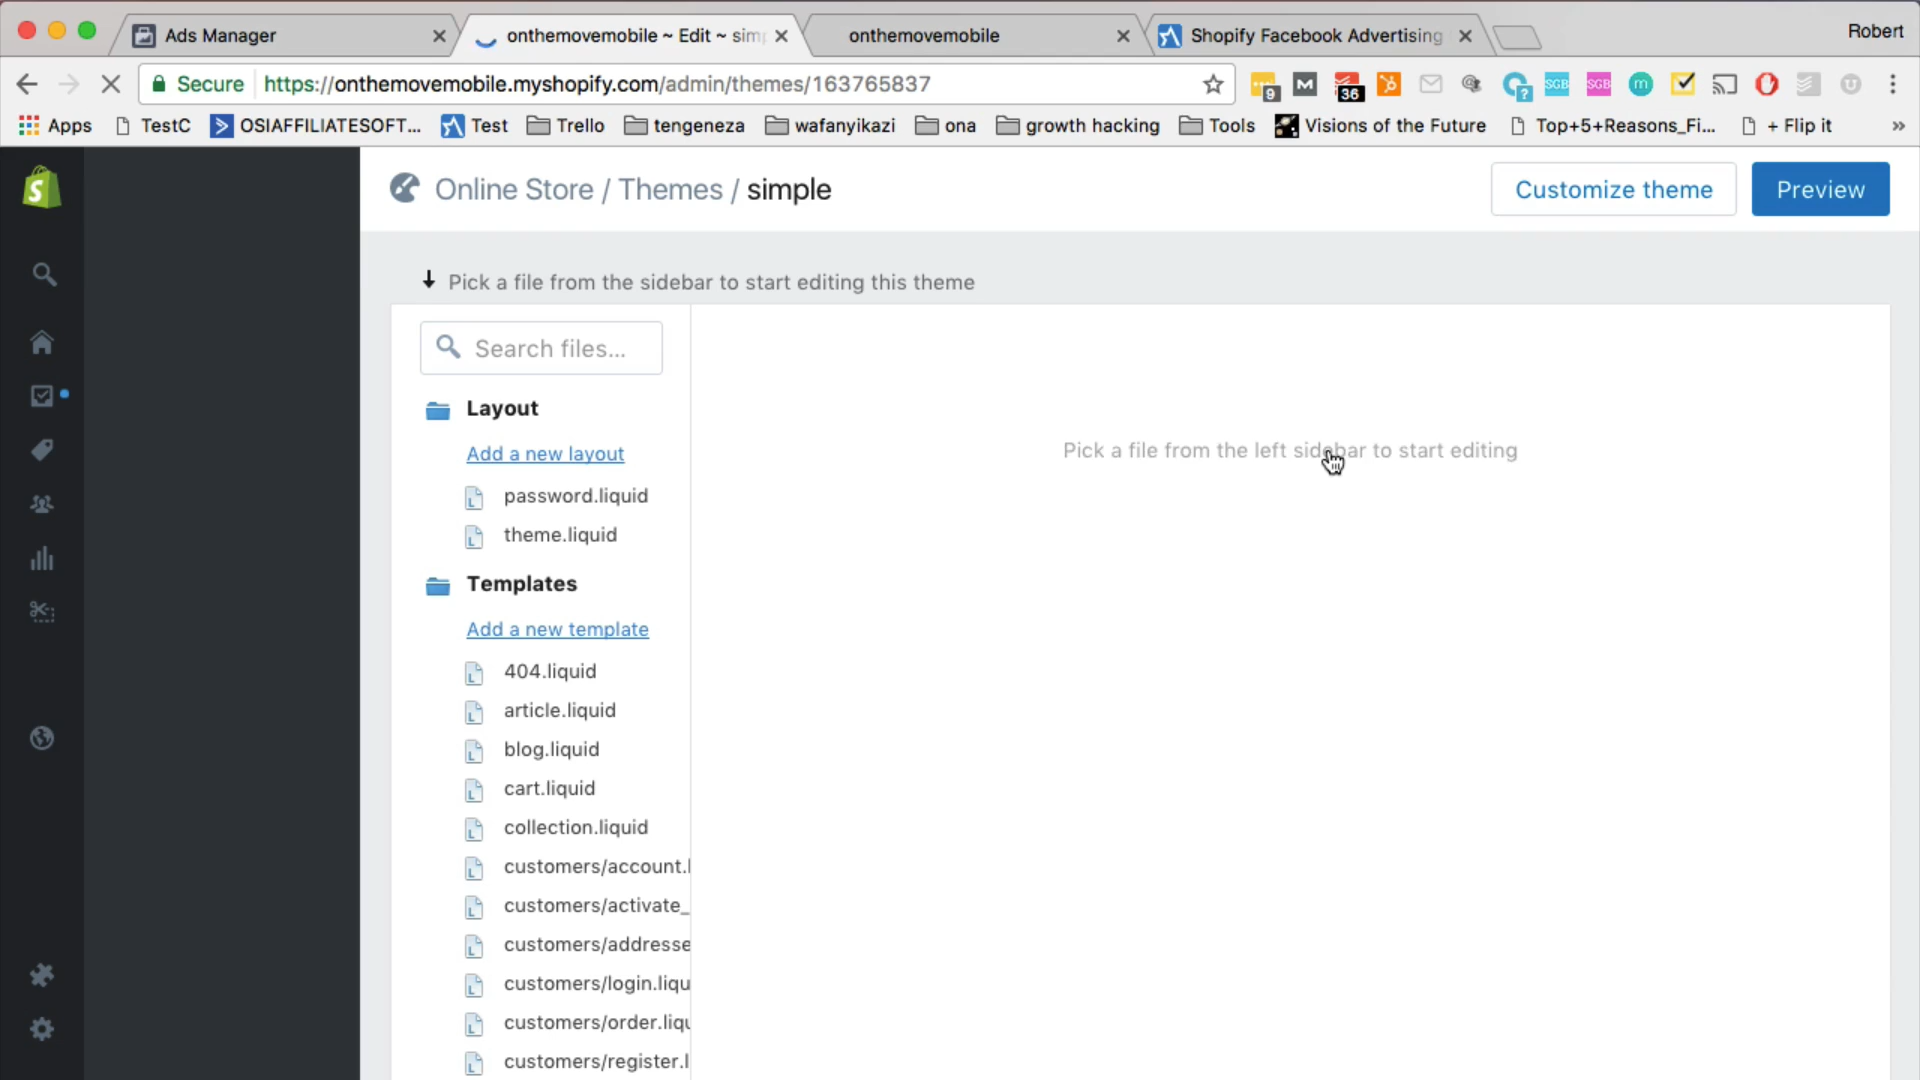 Ads Manager
onthemovemobile ~ Edit ~ sim
onthemovemobile
Shopify Facebook Advertising
Robert
Secure
https://onthemovemobile.myshopify.com/admin/themes/163765837
9
M
36
?
SGB
SGB
m
Apps
TestC
OSIAFFILIATESOFT...
Test
Trello
tengeneza
wafanyikazi
ona
growth hacking
Tools
Visions of the Future
Top+5+Reasons_Fi...
+ Flip it
»
Online Store / Themes / simple
Customize theme
Preview
Pick a file from the sidebar to start editing this theme
Search files...
Layout
Add a new layout
password.liquid
theme.liquid
Templates
Add a new template
404.liquid
article.liquid
blog.liquid
cart.liquid
collection.liquid
customers/account.l
customers/activate_
customers/addresse
customers/login.liqu
customers/order.liqu
customers/register.l
Pick a file from the left sidebar to start editing